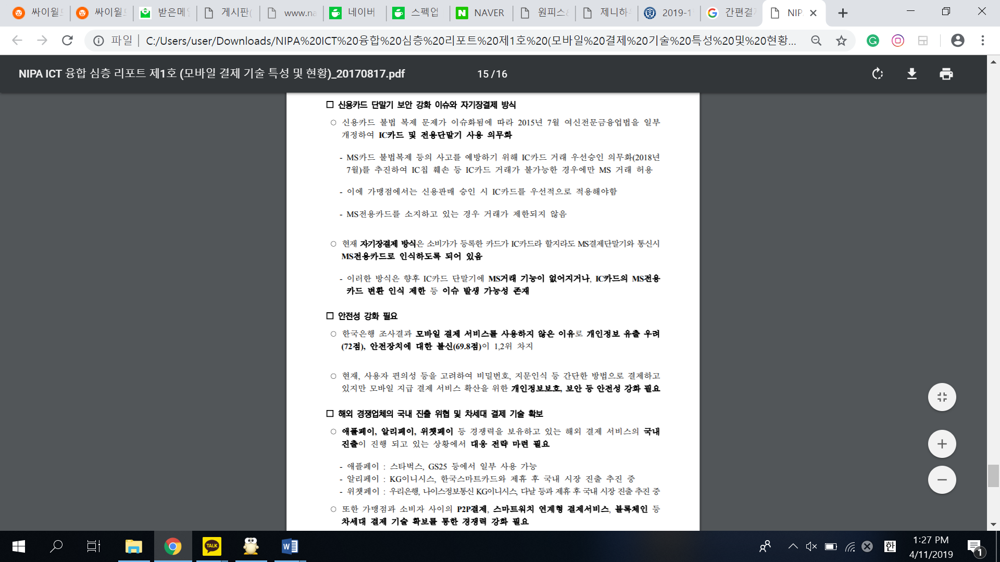 싸이월드
싸이월드
받은메일
게시판(
www.na
네이버
스펙업
NAVER
원피스&
제니하우
2019-1
간편결제
NIPA
파일 | C:/Users/user/Downloads/NIPA%20ICT%20융합%20심층%20리포트%20제1호%20(모바일%20결제%20기술%20특성%20및%20현황...
NIPA ICT 융합 심층 리포트 제1호 (모바일 결제 기술 특성 및 현황)_20170817.pdf
15 / 16
□ 신용카드 단말기 보안 강화 이슈와 자기장결제 방식
○ 신용카드 불법 복제 문제가 이슈화됨에 따라 2015년 7월 여신전문금융업법을 일부
개정하여 IC카드 및 전용단말기 사용 의무화
- MS카드 불법복제 등의 사고를 예방하기 위해 IC카드 거래 우선승인 의무화(2018년
7월)를 추진하여 IC칩 훼손 등 IC카드 거래가 불가능한 경우에만 MS 거래 허용
- 이에 가맹점에서는 신용판매 승인 시 IC카드를 우선적으로 적용해야함
- MS전용카드를 소지하고 있는 경우 거래가 제한되지 않음
○ 현재 자기장결제 방식은 소비가가 등록한 카드가 IC카드라 할지라도 MS결제단말기와 통신시
MS전용카드로 인식하도록 되어 있음
- 이러한 방식은 향후 IC카드 단말기에 MS거래 기능이 없어지거나, IC카드의 MS전용
카드 변환 인식 제한 등 이슈 발생 가능성 존재
□ 안전성 강화 필요
○ 한국은행 조사결과 모바일 결제 서비스를 사용하지 않은 이유로 개인정보 유출 우려
(72점), 안전장치에 대한 불신(69.8점)이 1,2위 차지
○ 현재, 사용자 편의성 등을 고려하여 비밀번호, 지문인식 등 간단한 방법으로 결제하고
있지만 모바일 지급 결제 서비스 확산을 위한 개인정보보호, 보안 등 안전성 강화 필요
□ 해외 경쟁업체의 국내 진출 위협 및 차세대 결제 기술 확보
○ 애플페이, 알리페이, 위챗페이 등 경쟁력을 보유하고 있는 해외 결제 서비스의 국내
진출이 진행 되고 있는 상황에서 대응 전략 마련 필요
- 애플페이 : 스타벅스, GS25 등에서 일부 사용 가능
- 알리페이 : KG이니시스, 한국스마트카드와 제휴 후 국내 시장 진출 추진 중
- 위챗페이 : 우리은행, 나이스정보통신 KG이니시스, 다날 등과 제휴 후 국내 시장 진출 추진 중
○ 또한 가맹점과 소비자 사이의 P2P결제, 스마트워치 연계형 결제서비스, 블록체인 등
차세대 결제 기술 확보를 통한 경쟁력 강화 필요
TALK
한
1:27 PM
4/11/2019
1